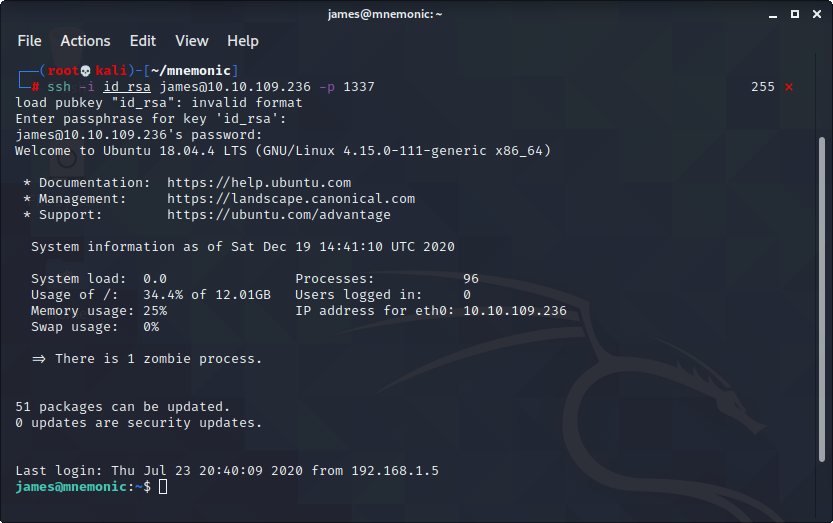 james@mnemonic: ~
File Actions Edit View Help
┌──(root💀kali)-[~/mnemonic]
└─# ssh -i id_rsa james@10.10.109.236 -p 1337 255 ⨯
load pubkey "id_rsa": invalid format
Enter passphrase for key 'id_rsa':
james@10.10.109.236's password:
Welcome to Ubuntu 18.04.4 LTS (GNU/Linux 4.15.0-111-generic x86_64)
* Documentation: https://help.ubuntu.com
* Management: https://landscape.canonical.com
* Support: https://ubuntu.com/advantage
System information as of Sat Dec 19 14:41:10 UTC 2020
System load: 0.0 Processes: 96
Usage of /: 34.4% of 12.01GB Users logged in: 0
Memory usage: 25% IP address for eth0: 10.10.109.236
Swap usage: 0%
=> There is 1 zombie process.
51 packages can be updated.
0 updates are security updates.
Last login: Thu Jul 23 20:40:09 2020 from 192.168.1.5
james@mnemonic:~$